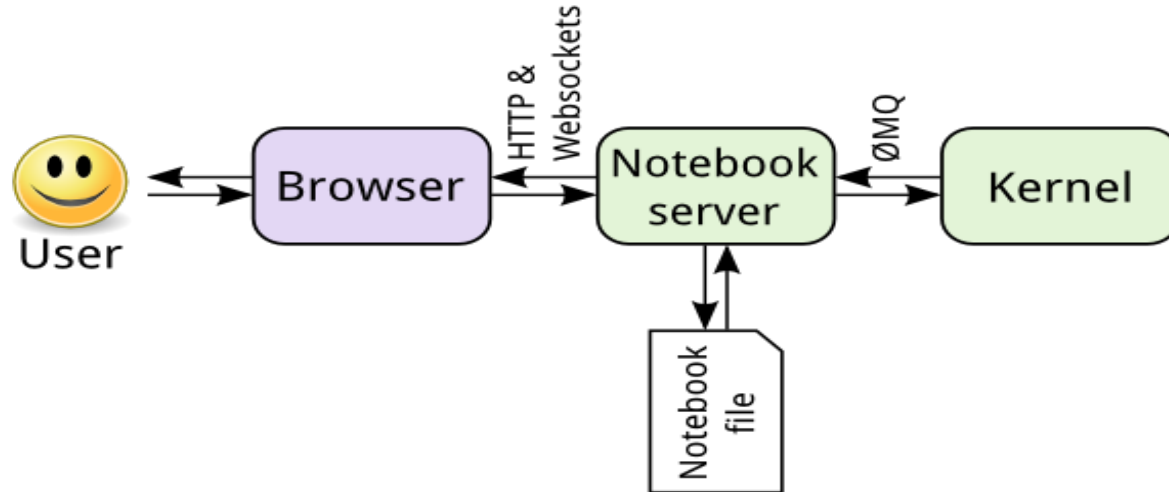 User
Browser
HTTP &
Websockets
Notebook
server
ØMQ
Kernel
Notebook
file